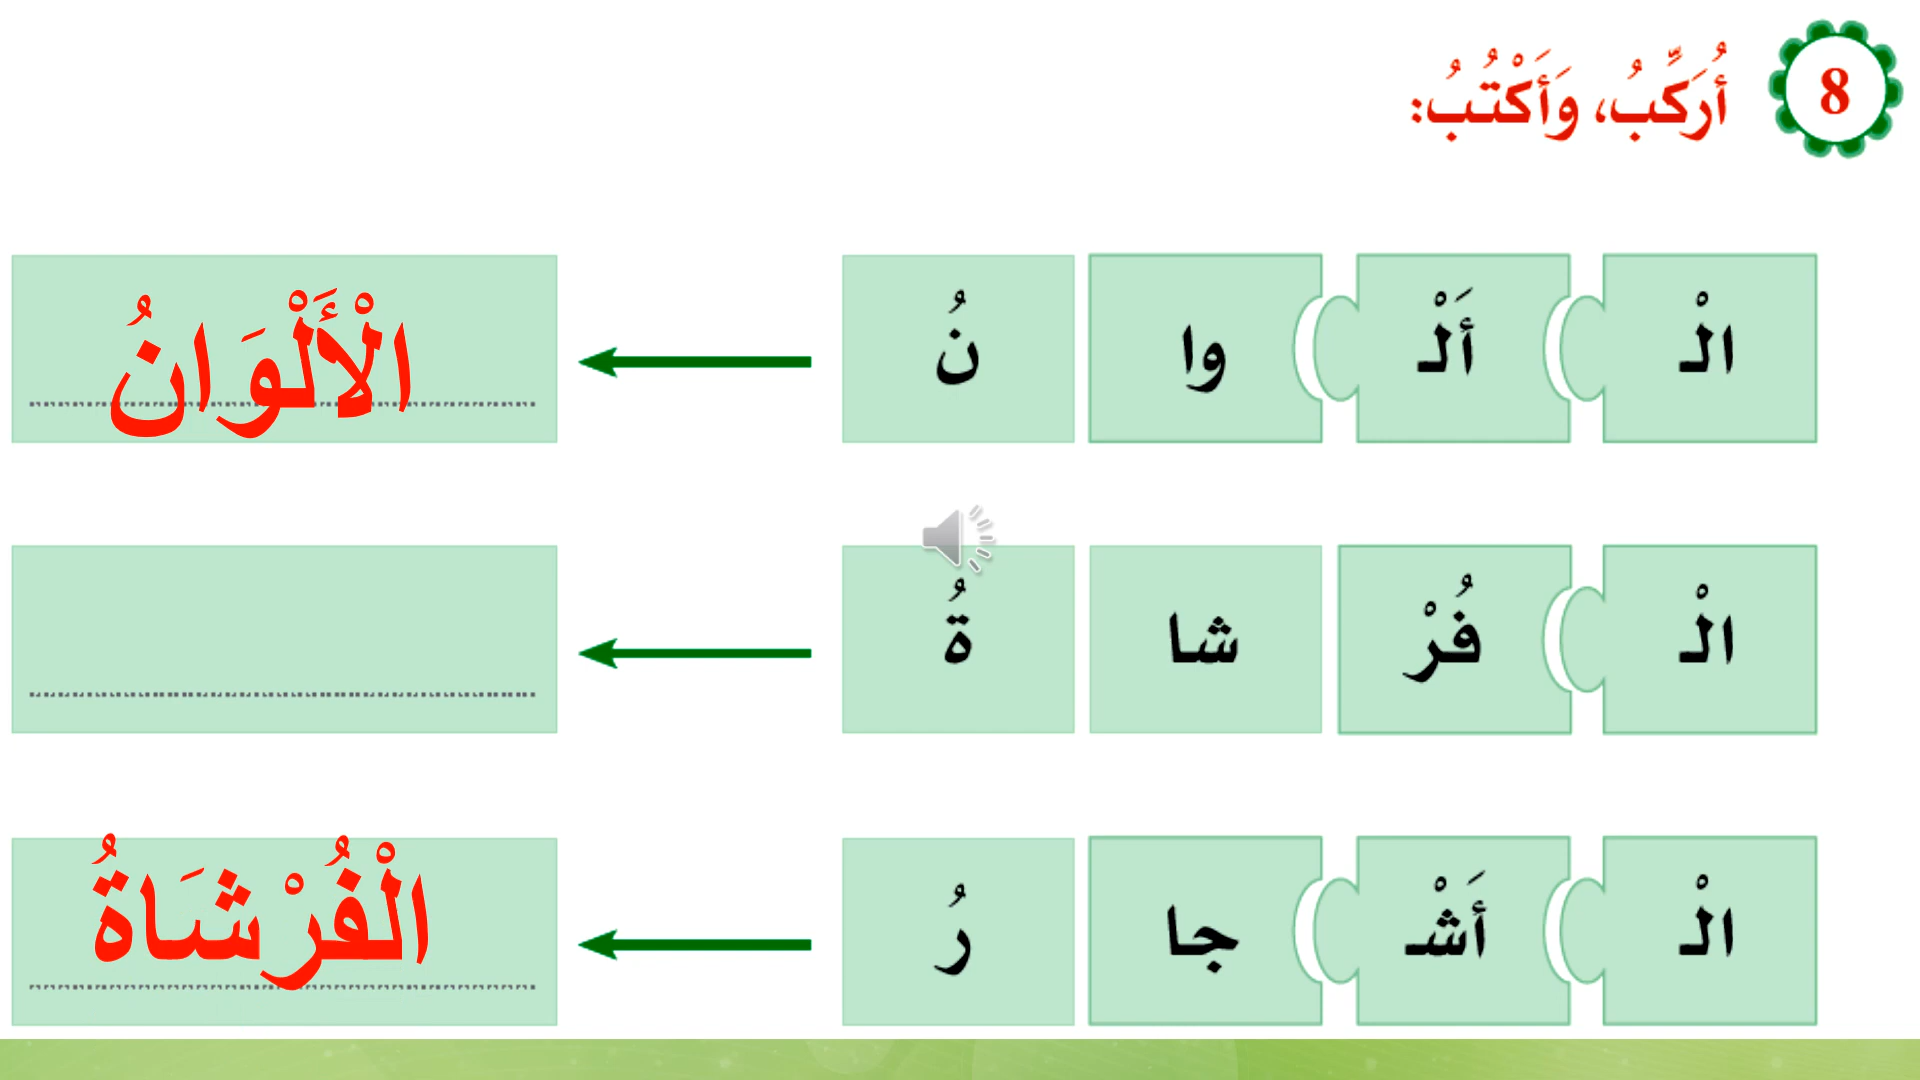 8 أُرَكِّبُ، وَأَكْتُبُ:
الْـ أَلْـ وا نُ الْأَلْوَانُ
الْـ فُرْ شا ةُ
الْـ أَشْـ جا رُ الْفُرْشَاةُ